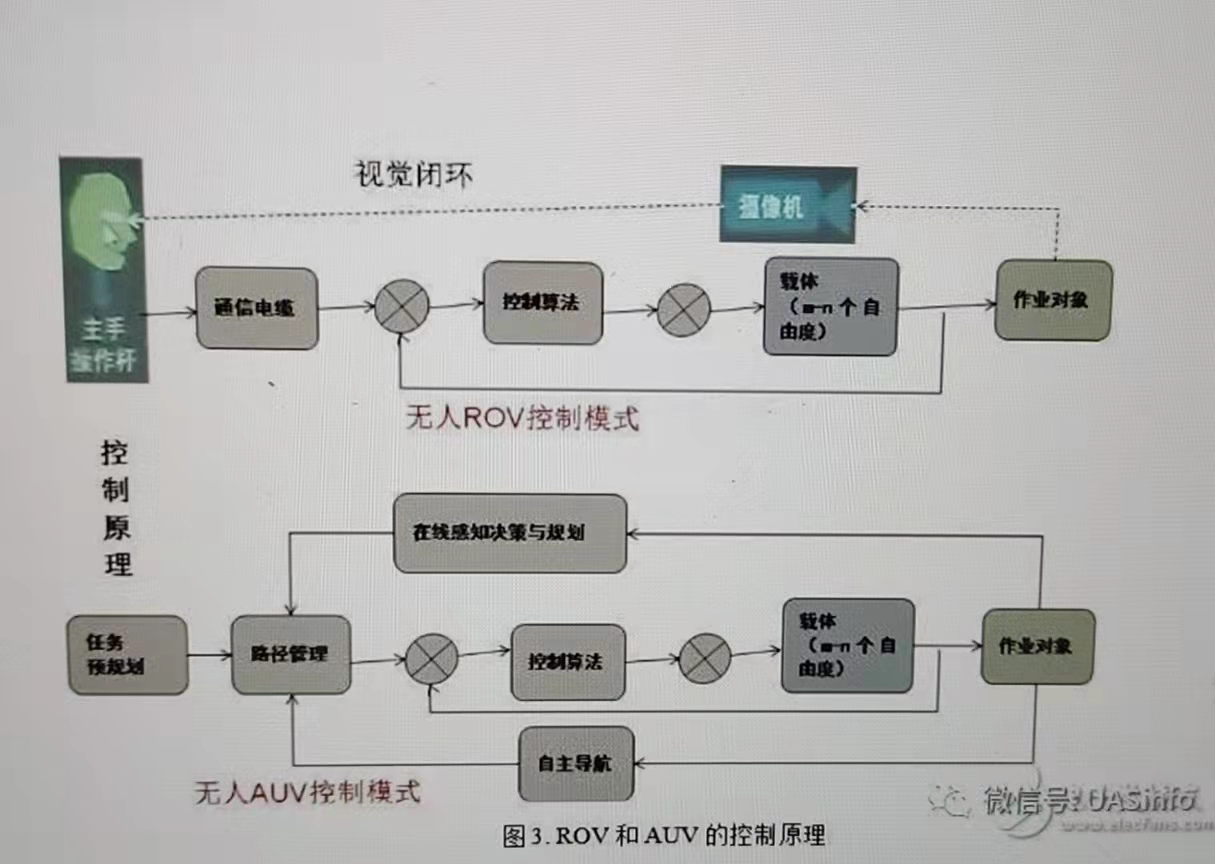 视觉闭环
摄像机
主手
操作杆
通信电缆
控制算法
载体
（m-n个自
由度）
作业对象
无人ROV控制模式
控
制
原
理
在线感知决策与规划
任务
预规划
路径管理
控制算法
载体
（m-n个自
由度）
作业对象
自主导航
无人AUV控制模式
微信号：UASinfo
www.elecfans.com
图 3. ROV 和 AUV 的控制原理